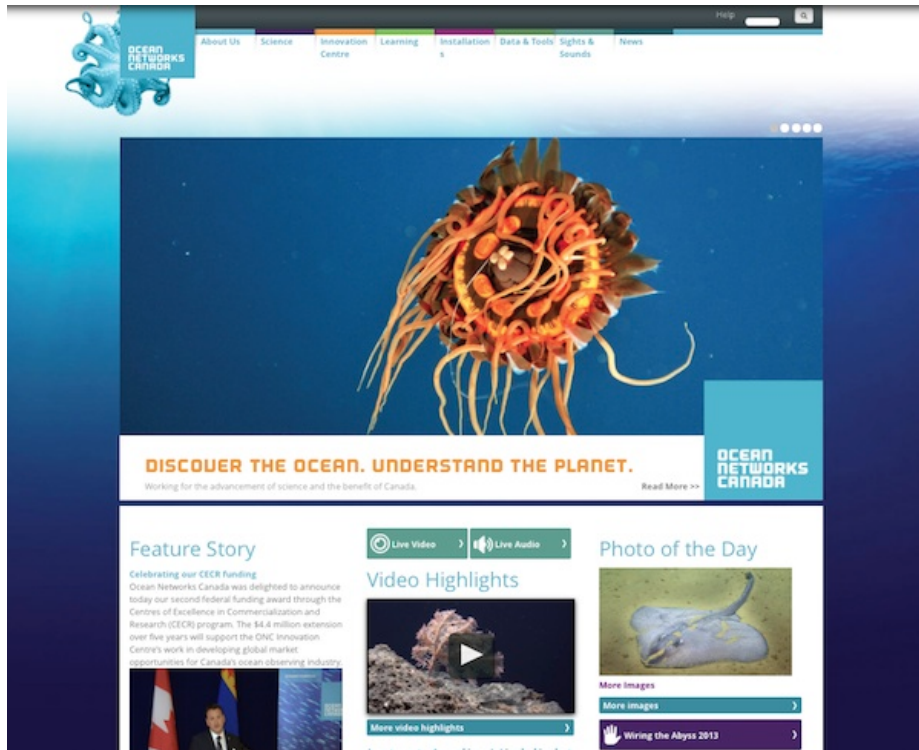 Help
OCEAN
NETWORKS
CANADA
About Us
Science
Innovation
Centre
Learning
Installation
s
Data & Tools
Sights &
Sounds
News
DISCOVER THE OCEAN. UNDERSTAND THE PLANET.
Working for the advancement of science and the benefit of Canada.
Read More >>
OCEAN
NETWORKS
CANADA
Feature Story
Celebrating our CECR funding
Ocean Networks Canada was delighted to announce
today our second federal funding award through the
Centres of Excellence in Commercialization and
Research (CECR) program. The $4.4 million extension
over five years will support the ONC Innovation
Centre's work in developing global market
opportunities for Canada's ocean observing industry.
Live Video
Live Audio
Video Highlights
More video highlights
Photo of the Day
More Images
More images
Wiring the Abyss 2013